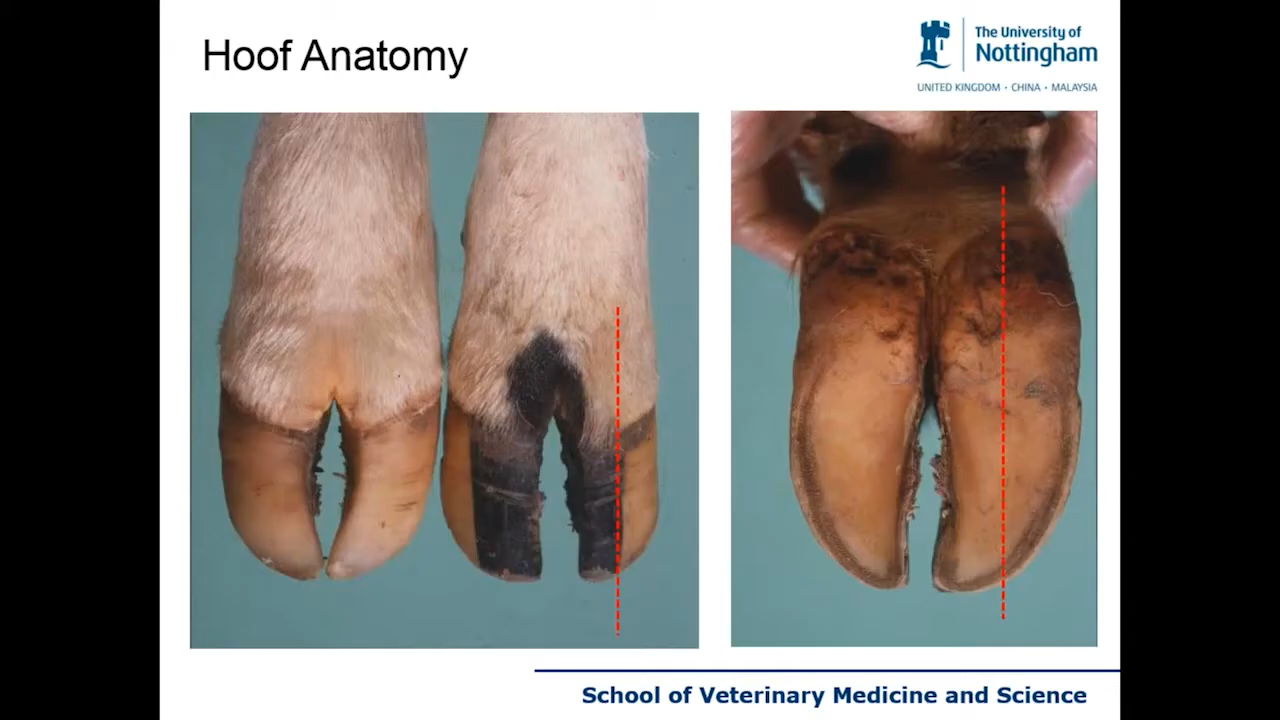 Hoof Anatomy
The University of
Nottingham
UNITED KINGDOM · CHINA · MALAYSIA
School of Veterinary Medicine and Science